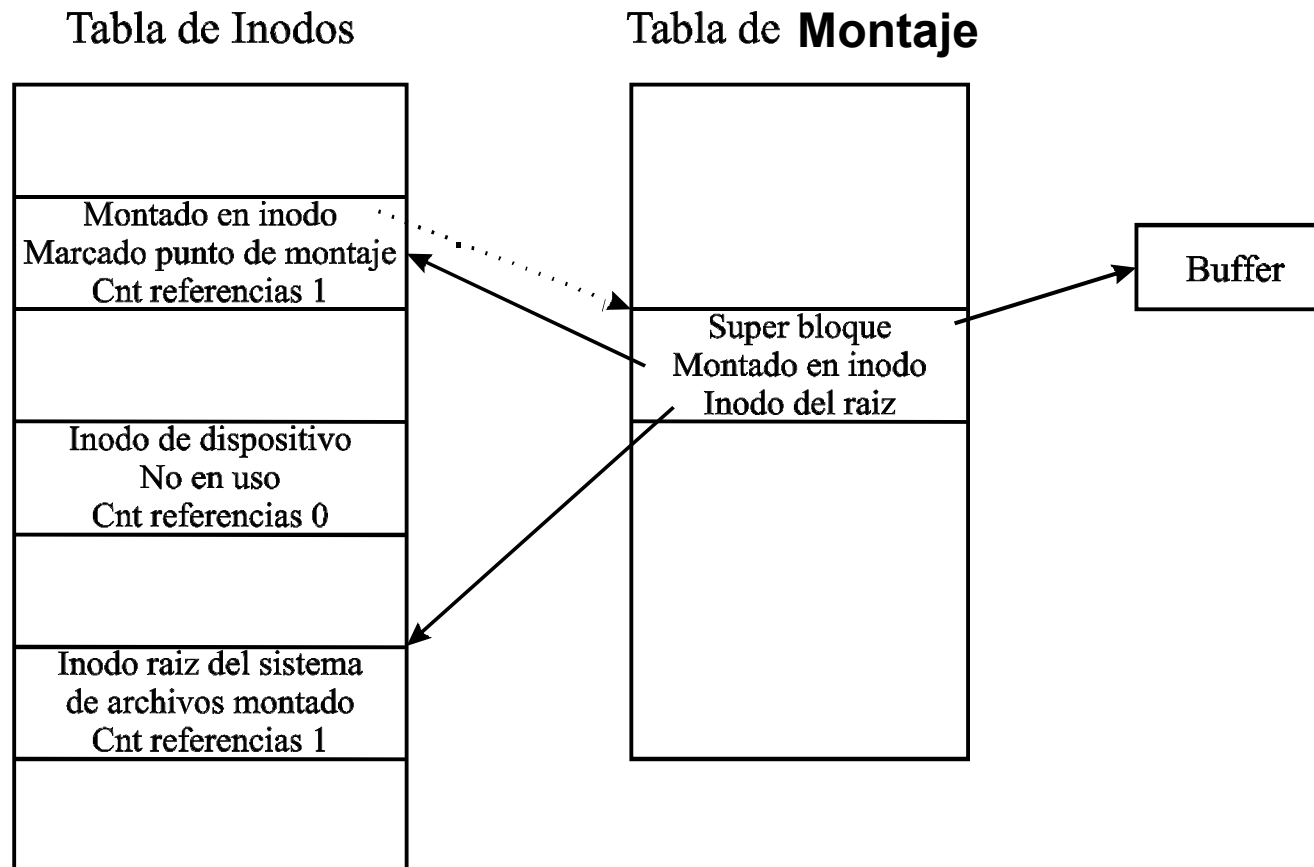 Tabla de Inodos
Tabla de Montaje
Montado en inodo
Marcado punto de montaje
Cnt referencias 1
Inodo de dispositivo
No en uso
Cnt referencias 0
Inodo raiz del sistema
de archivos montado
Cnt referencias 1
Super bloque
Montado en inodo
Inodo del raiz
Buffer